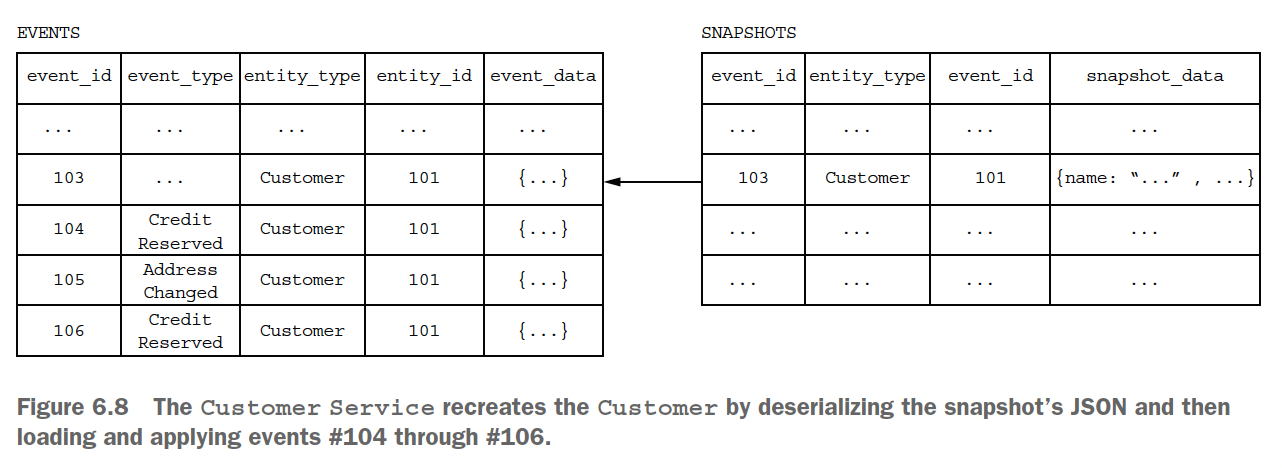 EVENTS
event_id event_type entity_type entity_id event_data
... ... ... ... ...
103 ... Customer 101 {...}
104 Credit Reserved Customer 101 {...}
105 Address Changed Customer 101 {...}
106 Credit Reserved Customer 101 {...}
SNAPSHOTS
event_id entity_type event_id snapshot_data
... ... ... ...
103 Customer 101 {name: “...” , ...}
... ... ... ...
... ... ... ...
Figure 6.8 The Customer Service recreates the Customer by deserializing the snapshot’s JSON and then
loading and applying events #104 through #106.